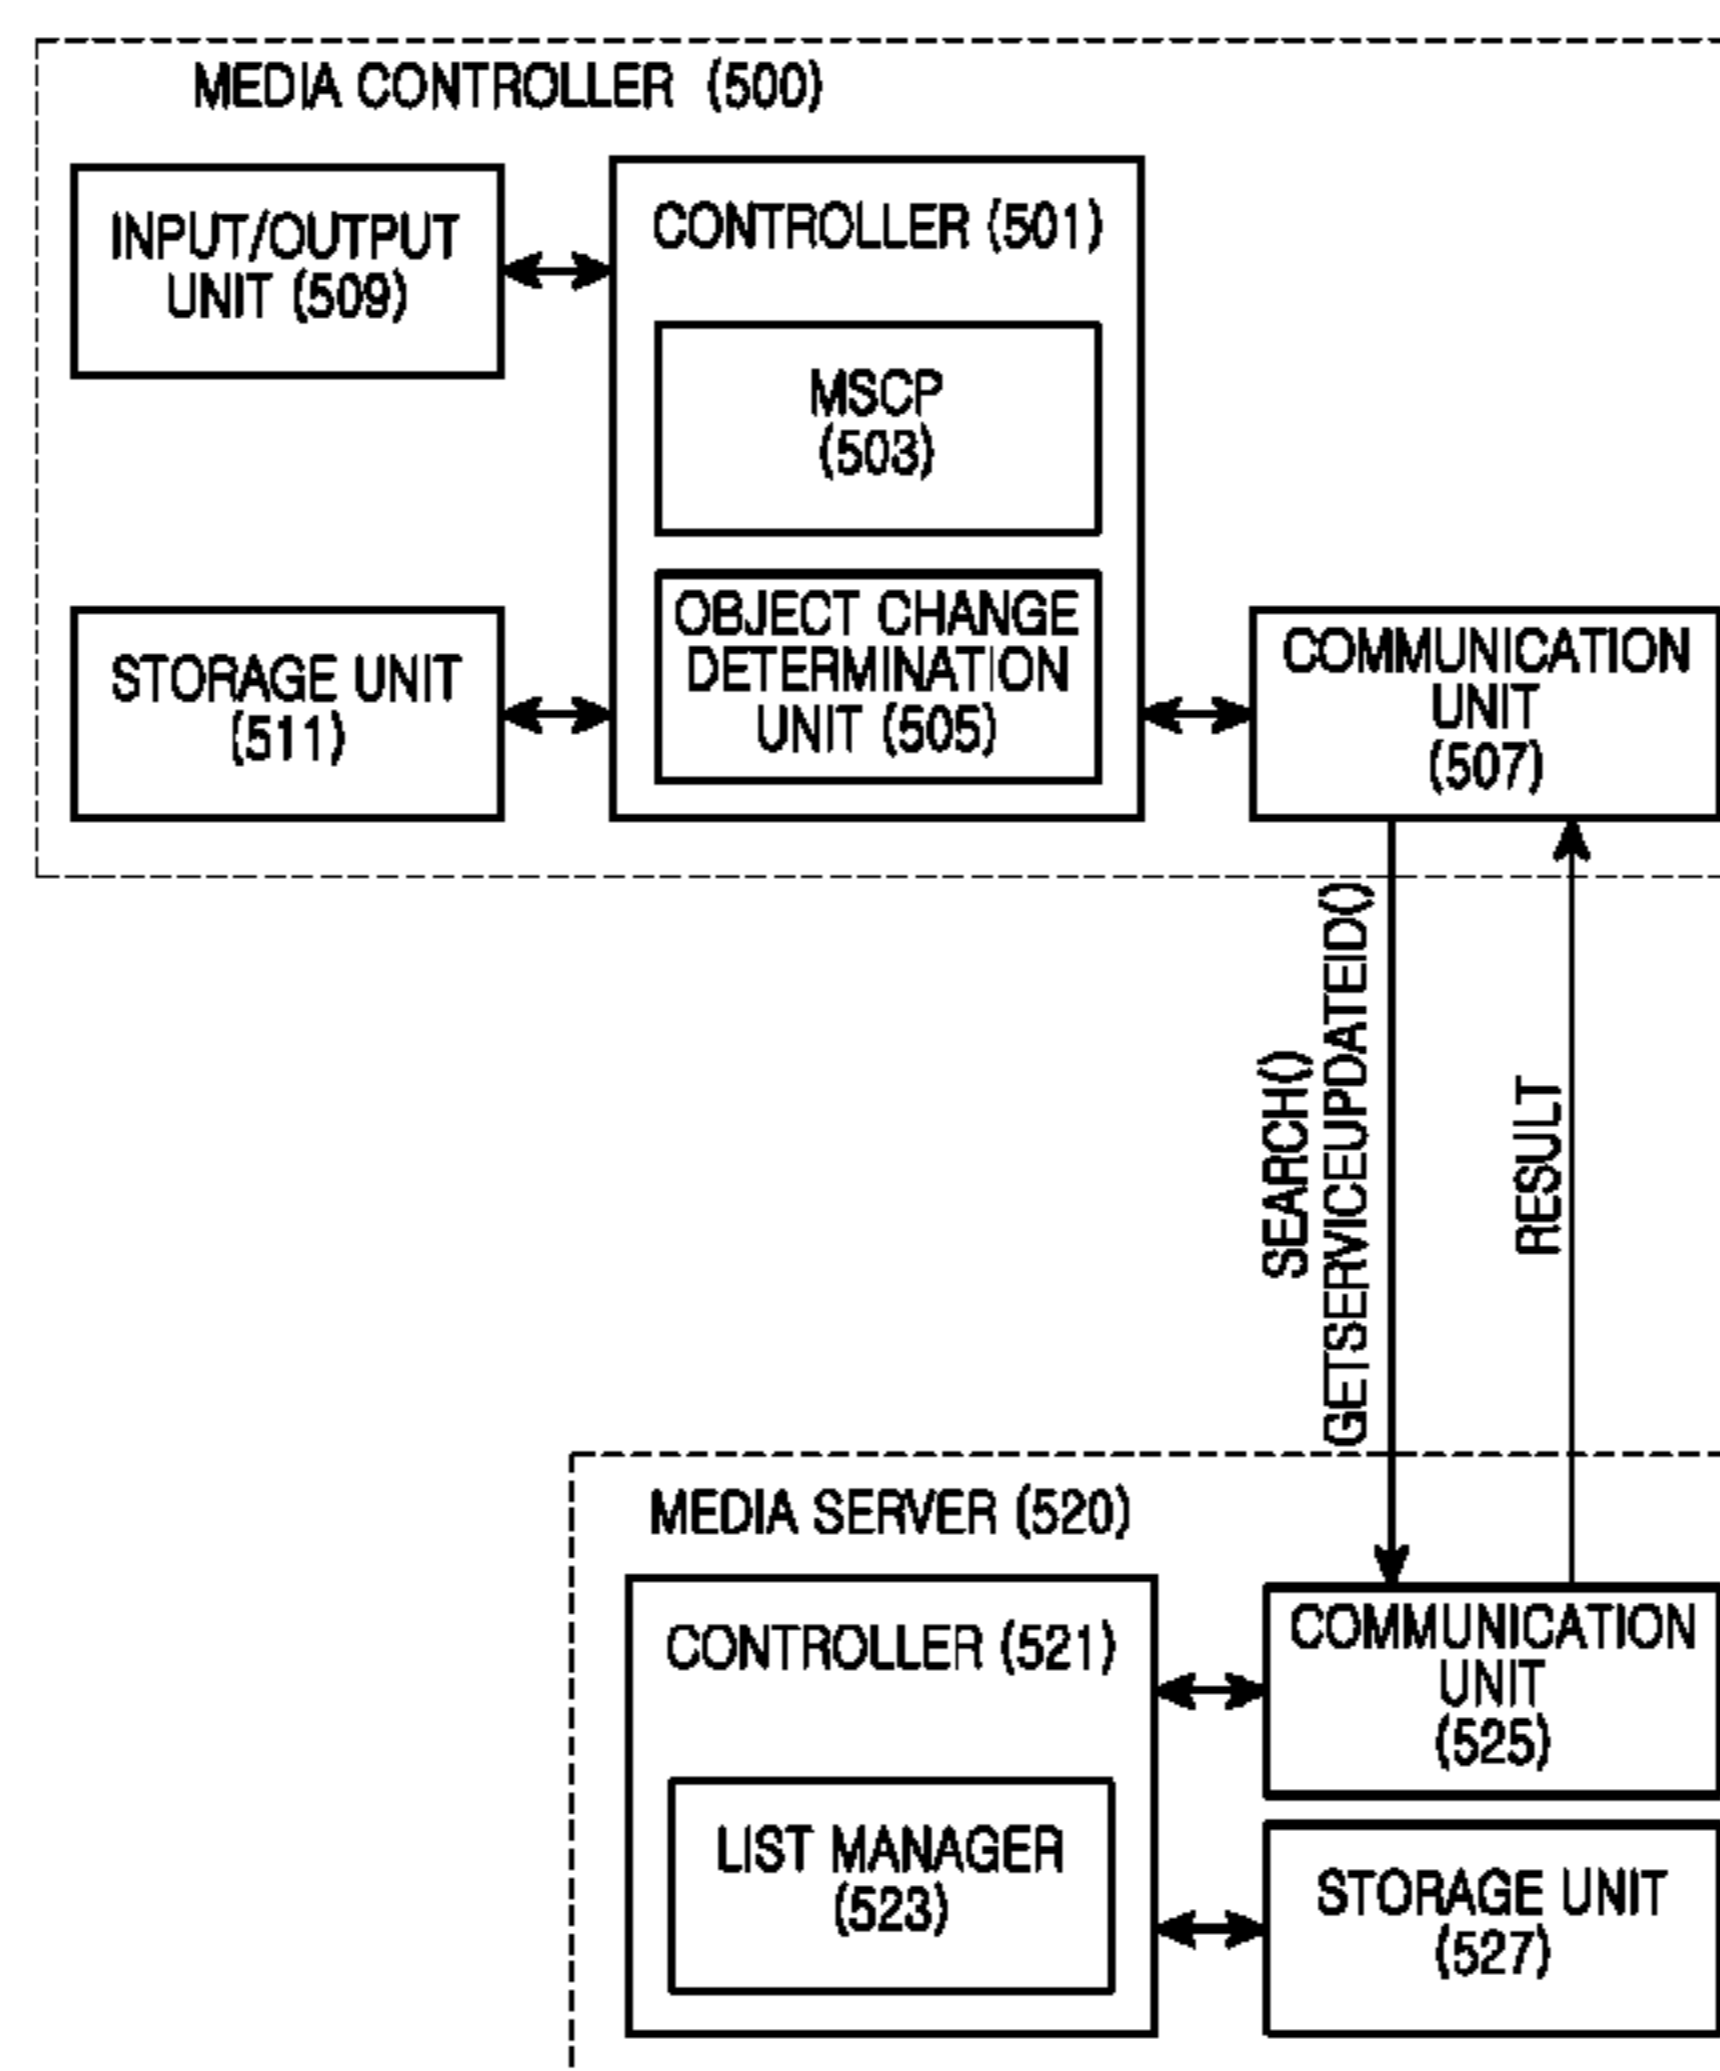 MEDIA CONTROLLER (500)
INPUT/OUTPUT
UNIT (509)
CONTROLLER (501)
MSCP
(503)
OBJECT CHANGE
DETERMINATION
UNIT (505)
STORAGE UNIT
(511)
COMMUNICATION
UNIT
(507)
SEARCH()
GETSERVICEUPDATEID()
RESULT
MEDIA SERVER (520)
CONTROLLER (521)
LIST MANAGER
(523)
COMMUNICATION
UNIT
(525)
STORAGE UNIT
(527)